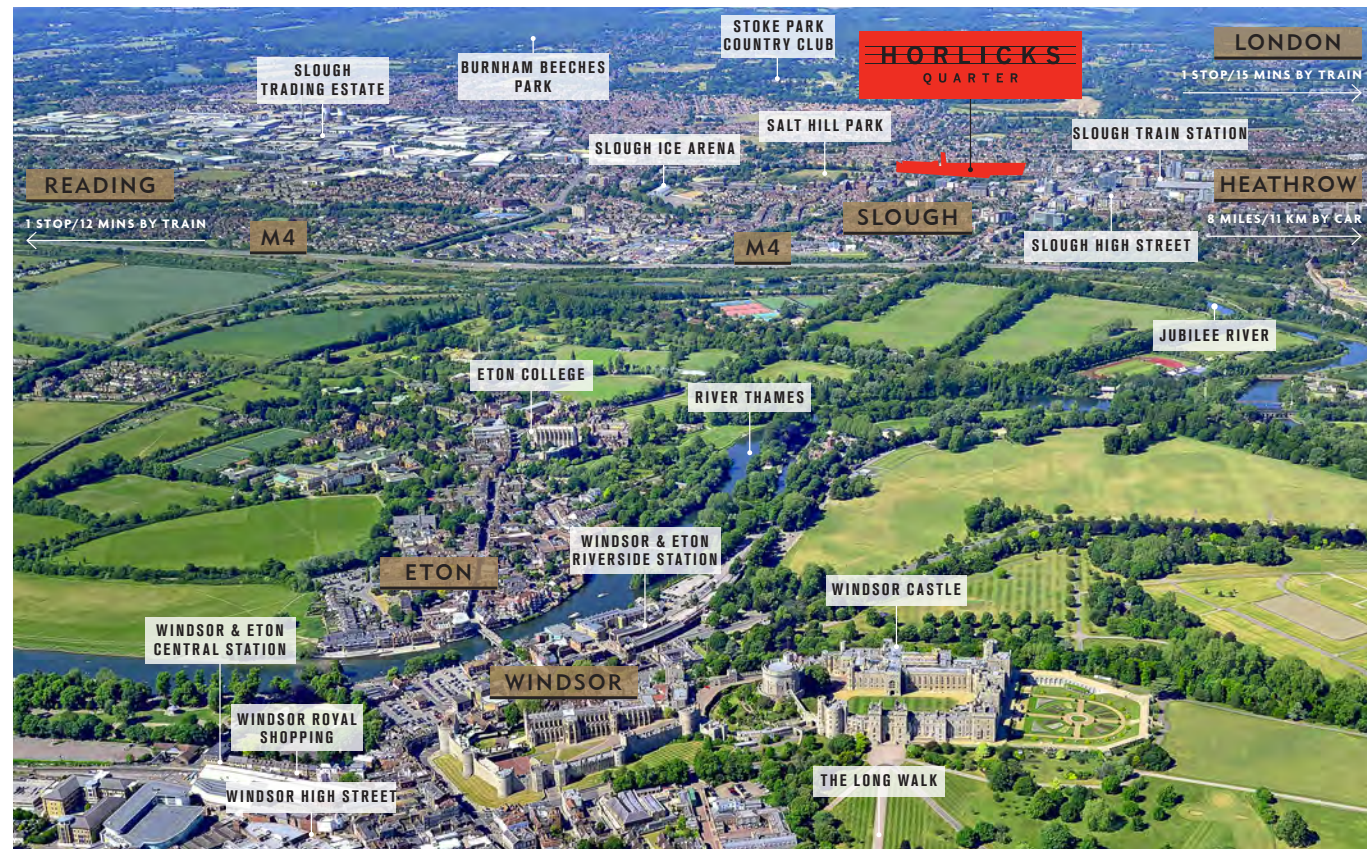 STOKE PARK
COUNTRY CLUB
HORLICKS
QUARTER
LONDON
1 STOP/15 MINS BY TRAIN
SLOUGH
TRADING ESTATE
BURNHAM BEECHES
PARK
SALT HILL PARK
SLOUGH TRAIN STATION
SLOUGH ICE ARENA
READING
1 STOP/12 MINS BY TRAIN
HEATHROW
8 MILES/11 KM BY CAR
SLOUGH
M4
M4
SLOUGH HIGH STREET
JUBILEE RIVER
ETON COLLEGE
RIVER THAMES
WINDSOR & ETON
RIVERSIDE STATION
ETON
WINDSOR CASTLE
WINDSOR & ETON
CENTRAL STATION
WINDSOR
WINDSOR ROYAL
SHOPPING
THE LONG WALK
WINDSOR HIGH STREET